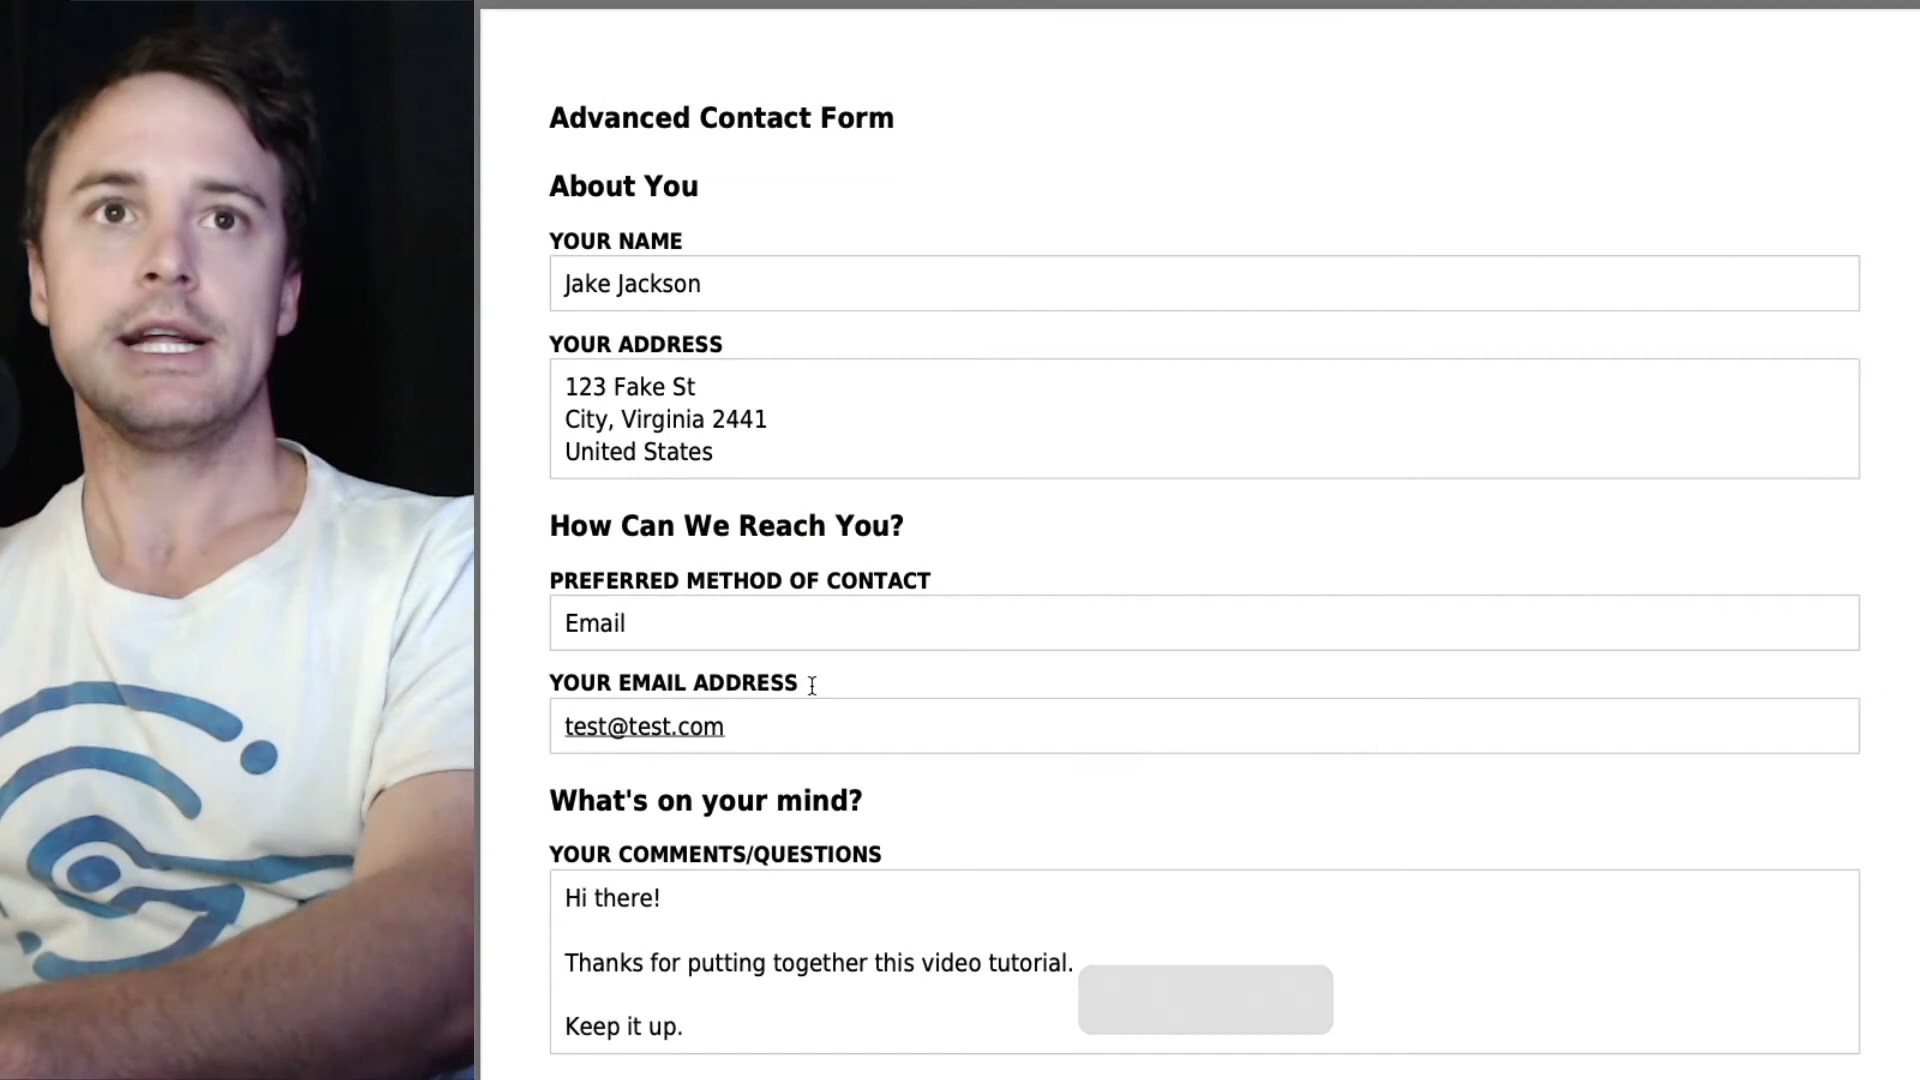 Advanced Contact Form
About You
YOUR NAME
Jake Jackson
YOUR ADDRESS
123 Fake St
City, Virginia 2441
United States
How Can We Reach You?
PREFERRED METHOD OF CONTACT
Email
YOUR EMAIL ADDRESS
test@test.com
What's on your mind?
YOUR COMMENTS/QUESTIONS
Hi there!
Thanks for putting together this video tutorial.
Keep it up.